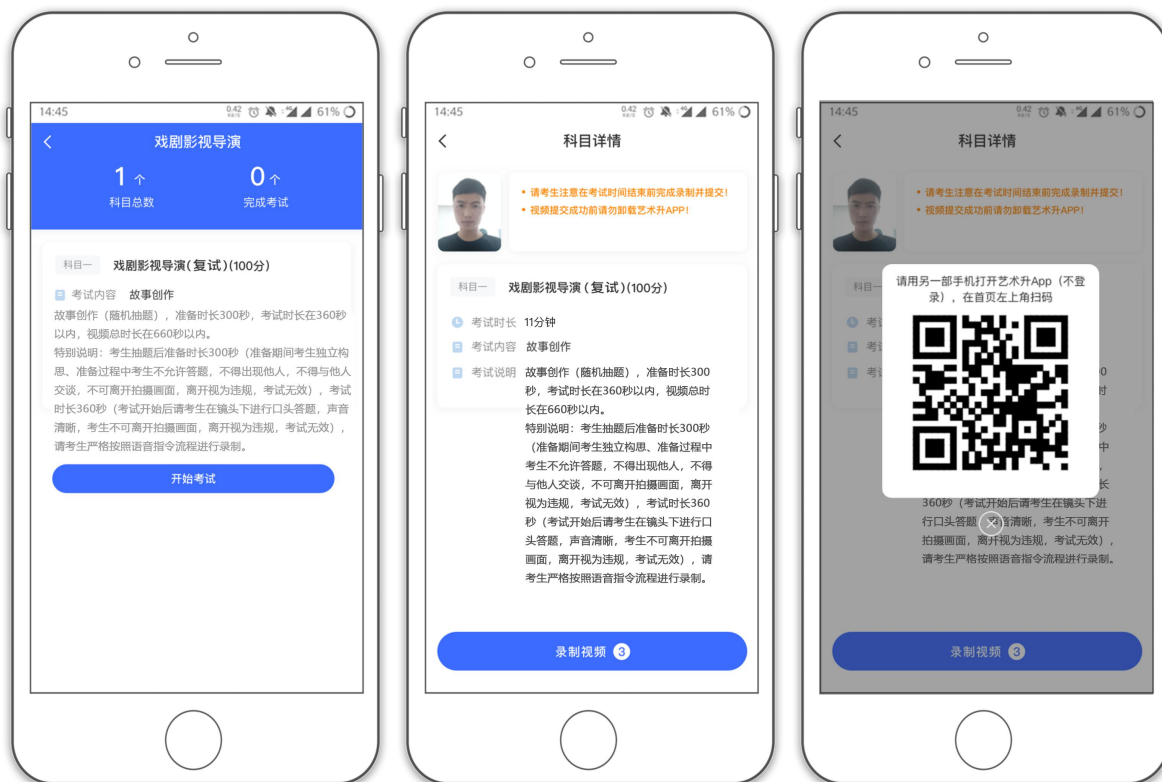 14:45
0.42
KB/S
4G
61%
戏剧影视导演
1个
0个
科目总数
完成考试
科目一
戏剧影视导演(复试)(100分)
考试内容 故事创作
故事创作（随机抽题），准备时长300秒，考试时长在360秒
以内，视频总时长在660秒以内。
特别说明：考生抽题后准备时长300秒（准备期间考生独立构
思、准备过程中考生不允许答题，不得出现他人，不得与他人
交谈，不可离开拍摄画面，离开视为违规，考试无效），考试
时长360秒（考试开始后请考生在镜头下进行口头答题，声音
清晰，考生不可离开拍摄画面，离开视为违规，考试无效），
请考生严格按照语音指令流程进行录制。
开始考试
14:45
0.42
KB/S
4G
61%
科目详情
• 请考生注意在考试时间结束前完成录制并提交!
• 视频提交成功前请勿卸载艺术升APP!
科目一
戏剧影视导演 (复试)(100分)
考试时长 11分钟
考试内容 故事创作
考试说明 故事创作（随机抽题），准备时长300
秒，考试时长在360秒以内，视频总时
长在660秒以内。
特别说明：考生抽题后准备时长300秒
（准备期间考生独立构思、准备过程中
考生不允许答题，不得出现他人，不得
与他人交谈，不可离开拍摄画面，离开
视为违规，考试无效），考试时长360
秒（考试开始后请考生在镜头下进行口
头答题，声音清晰，考生不可离开拍摄
画面，离开视为违规，考试无效），请
考生严格按照语音指令流程进行录制。
录制视频 3
14:45
0.42
KB/S
4G
61%
科目详情
• 请考生注意在考试时间结束前完成录制并提交!
• 视频提交成功前请勿卸载艺术升APP!
请用另一部手机打开艺术升App（不登
录），在首页左上角扫码
科目一
考
考
考
0
时
秒
中
，
长
360秒（考试开始后请考生在镜头下进
行口头答题，声音清晰，考生不可离开
拍摄画面，离开视为违规，考试无效），
请考生严格按照语音指令流程进行录制。
录制视频 3